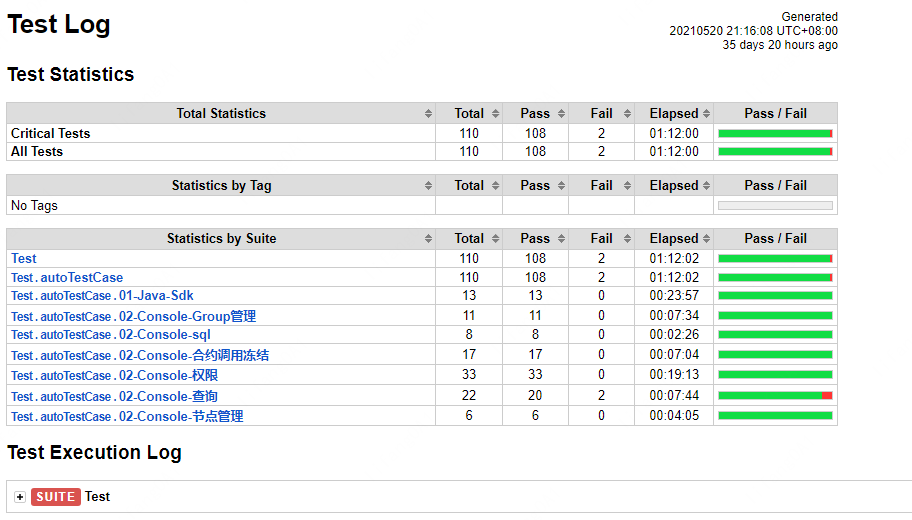 Test Log
Generated
20210520 21:16:08 UTC+08:00
35 days 20 hours ago
Test Statistics
Total Statistics Total Pass Fail Elapsed Pass / Fail
Critical Tests 110 108 2 01:12:00
All Tests 110 108 2 01:12:00
Statistics by Tag Total Pass Fail Elapsed Pass / Fail
No Tags
Statistics by Suite Total Pass Fail Elapsed Pass / Fail
Test 110 108 2 01:12:02
Test.autoTestCase 110 108 2 01:12:02
Test.autoTestCase.01-Java-Sdk 13 13 0 00:23:57
Test.autoTestCase.02-Console-Group管理 11 11 0 00:07:34
Test.autoTestCase.02-Console-sql 8 8 0 00:02:26
Test.autoTestCase.02-Console-合约调用冻结 17 17 0 00:07:04
Test.autoTestCase.02-Console-权限 33 33 0 00:19:13
Test.autoTestCase.02-Console-查询 22 20 2 00:07:44
Test.autoTestCase.02-Console-节点管理 6 6 0 00:04:05
Test Execution Log
+ SUITE Test